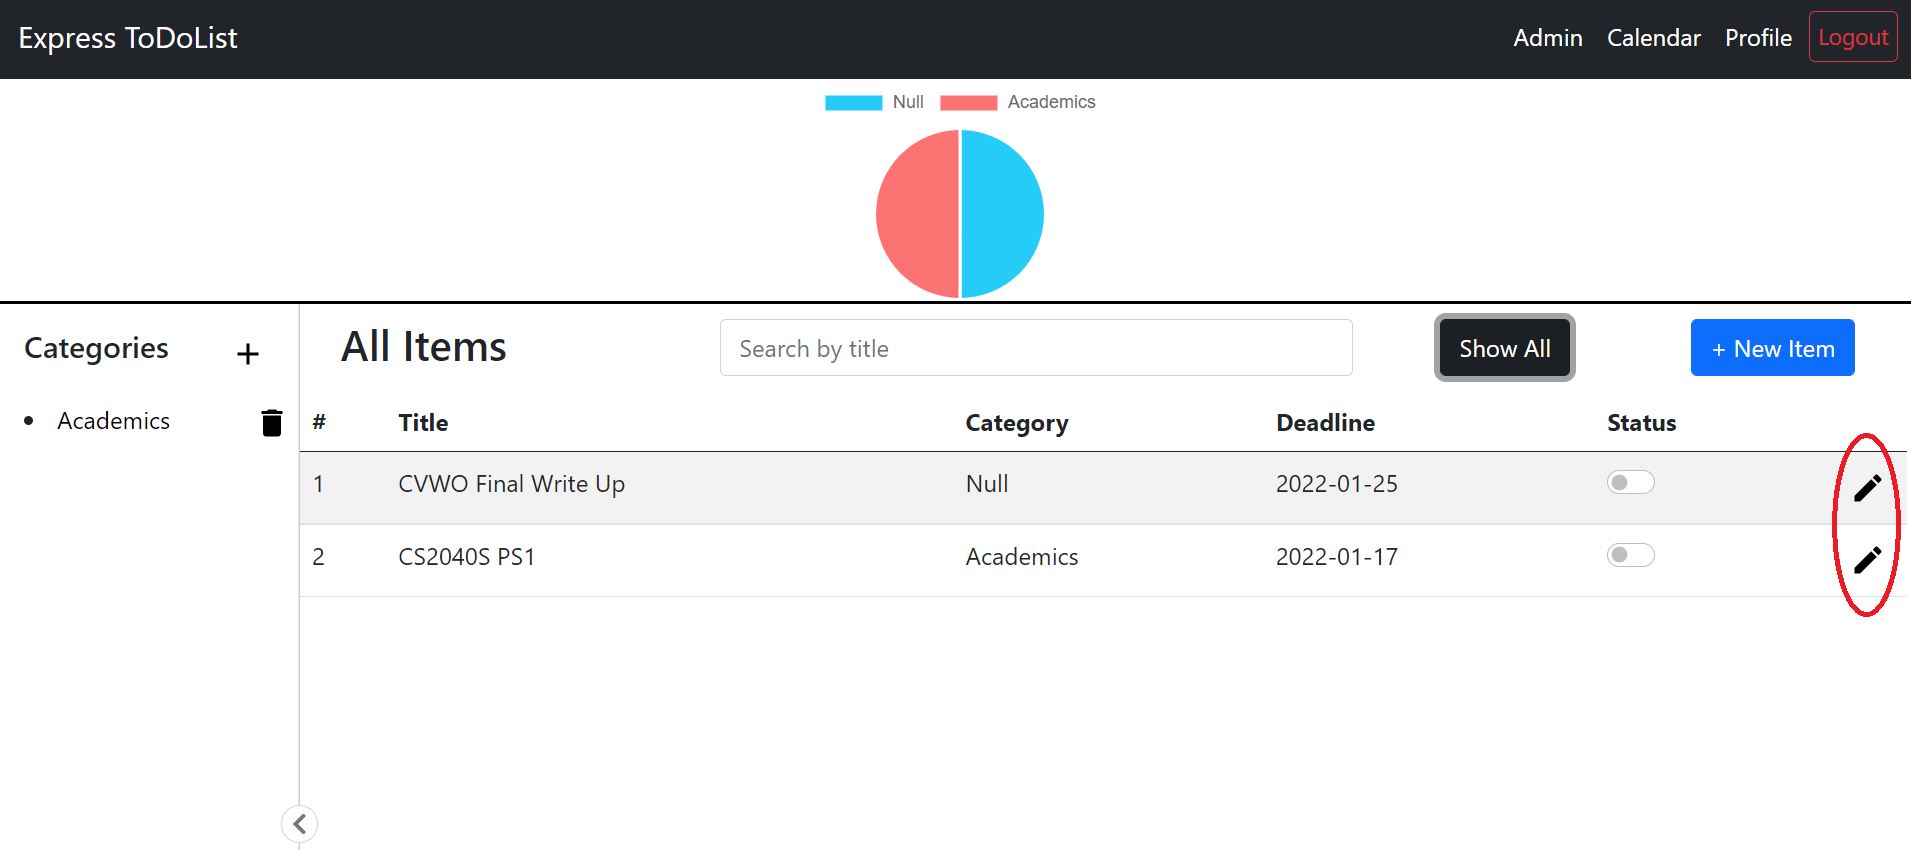 Express ToDoList Admin Calendar Profile Logout
Null Academics
Categories + All Items Search by title Show All + New Item
Academics # Title Category Deadline Status
1 CVWO Final Write Up Null 2022-01-25
2 CS2040S PS1 Academics 2022-01-17